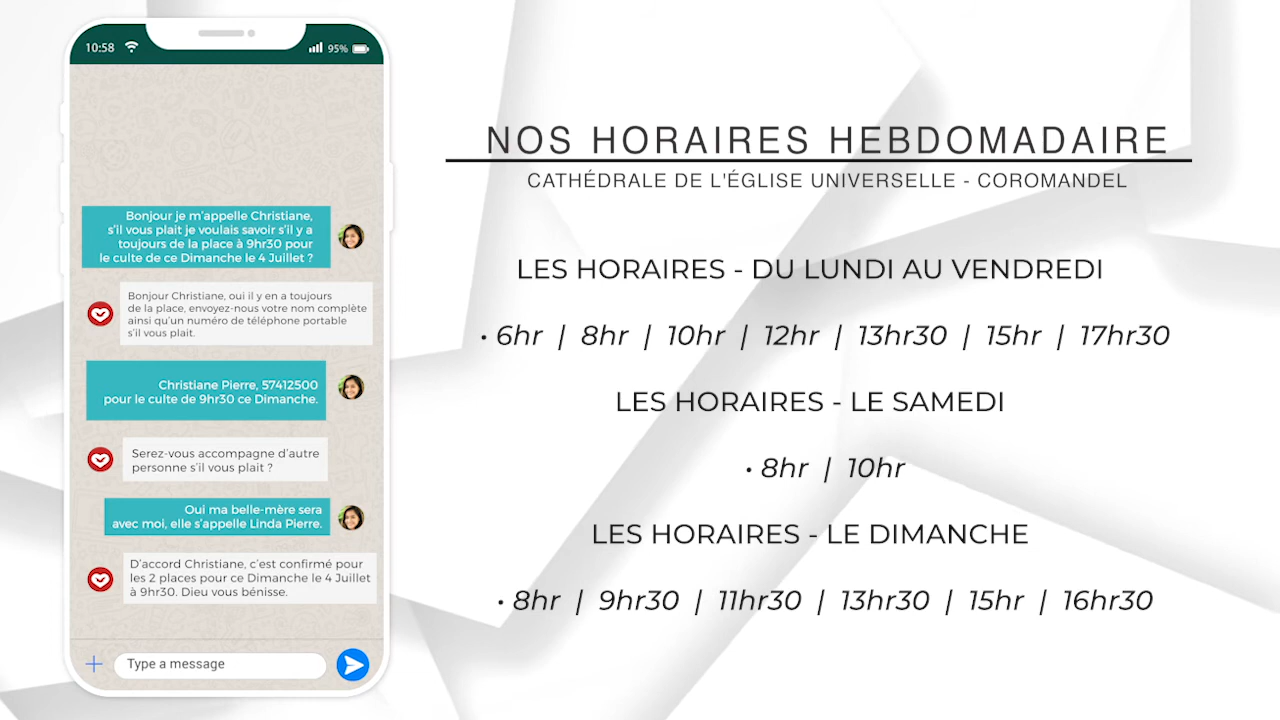 10:58
95%
Bonjour je m'appelle Christiane,
s'il vous plait je voulais savoir s'il y a
toujours de la place à 9hr30 pour
le culte de ce Dimanche le 4 Juillet ?
Bonjour Christiane, oui il y en a toujours
de la place, envoyez-nous votre nom complète
ainsi qu'un numéro de téléphone portable
s'il vous plait.
Christiane Pierre, 57412500
pour le culte de 9hr30 ce Dimanche.
Serez-vous accompagne d'autre
personne s'il vous plait ?
Oui ma belle-mère sera
avec moi, elle s'appelle Linda Pierre.
D'accord Christiane, c'est confirmé pour
les 2 places pour ce Dimanche le 4 Juillet
à 9hr30. Dieu vous bénisse.
Type a message
NOS HORAIRES HEBDOMADAIRE
CATHÉDRALE DE L'ÉGLISE UNIVERSELLE - COROMANDEL
LES HORAIRES - DU LUNDI AU VENDREDI
• 6hr | 8hr | 10hr | 12hr | 13hr30 | 15hr | 17hr30
LES HORAIRES - LE SAMEDI
• 8hr | 10hr
LES HORAIRES - LE DIMANCHE
• 8hr | 9hr30 | 11hr30 | 13hr30 | 15hr | 16hr30